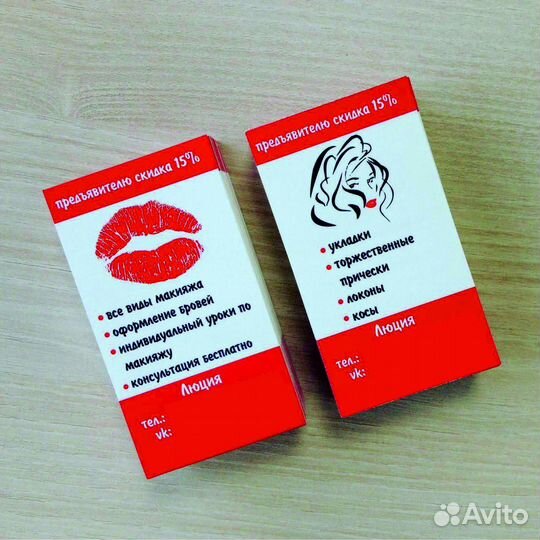 предъявителю скидка 15%
• все виды макияжа
• оформление бровей
• индивидуальный уроки по
макияжу
• консультация бесплатно
Люция
тел.:
vk:
предъявителю скидка 15%
• укладки
• торжественные
прически
• локоны
• косы
Люция
тел.:
vk:
Avito